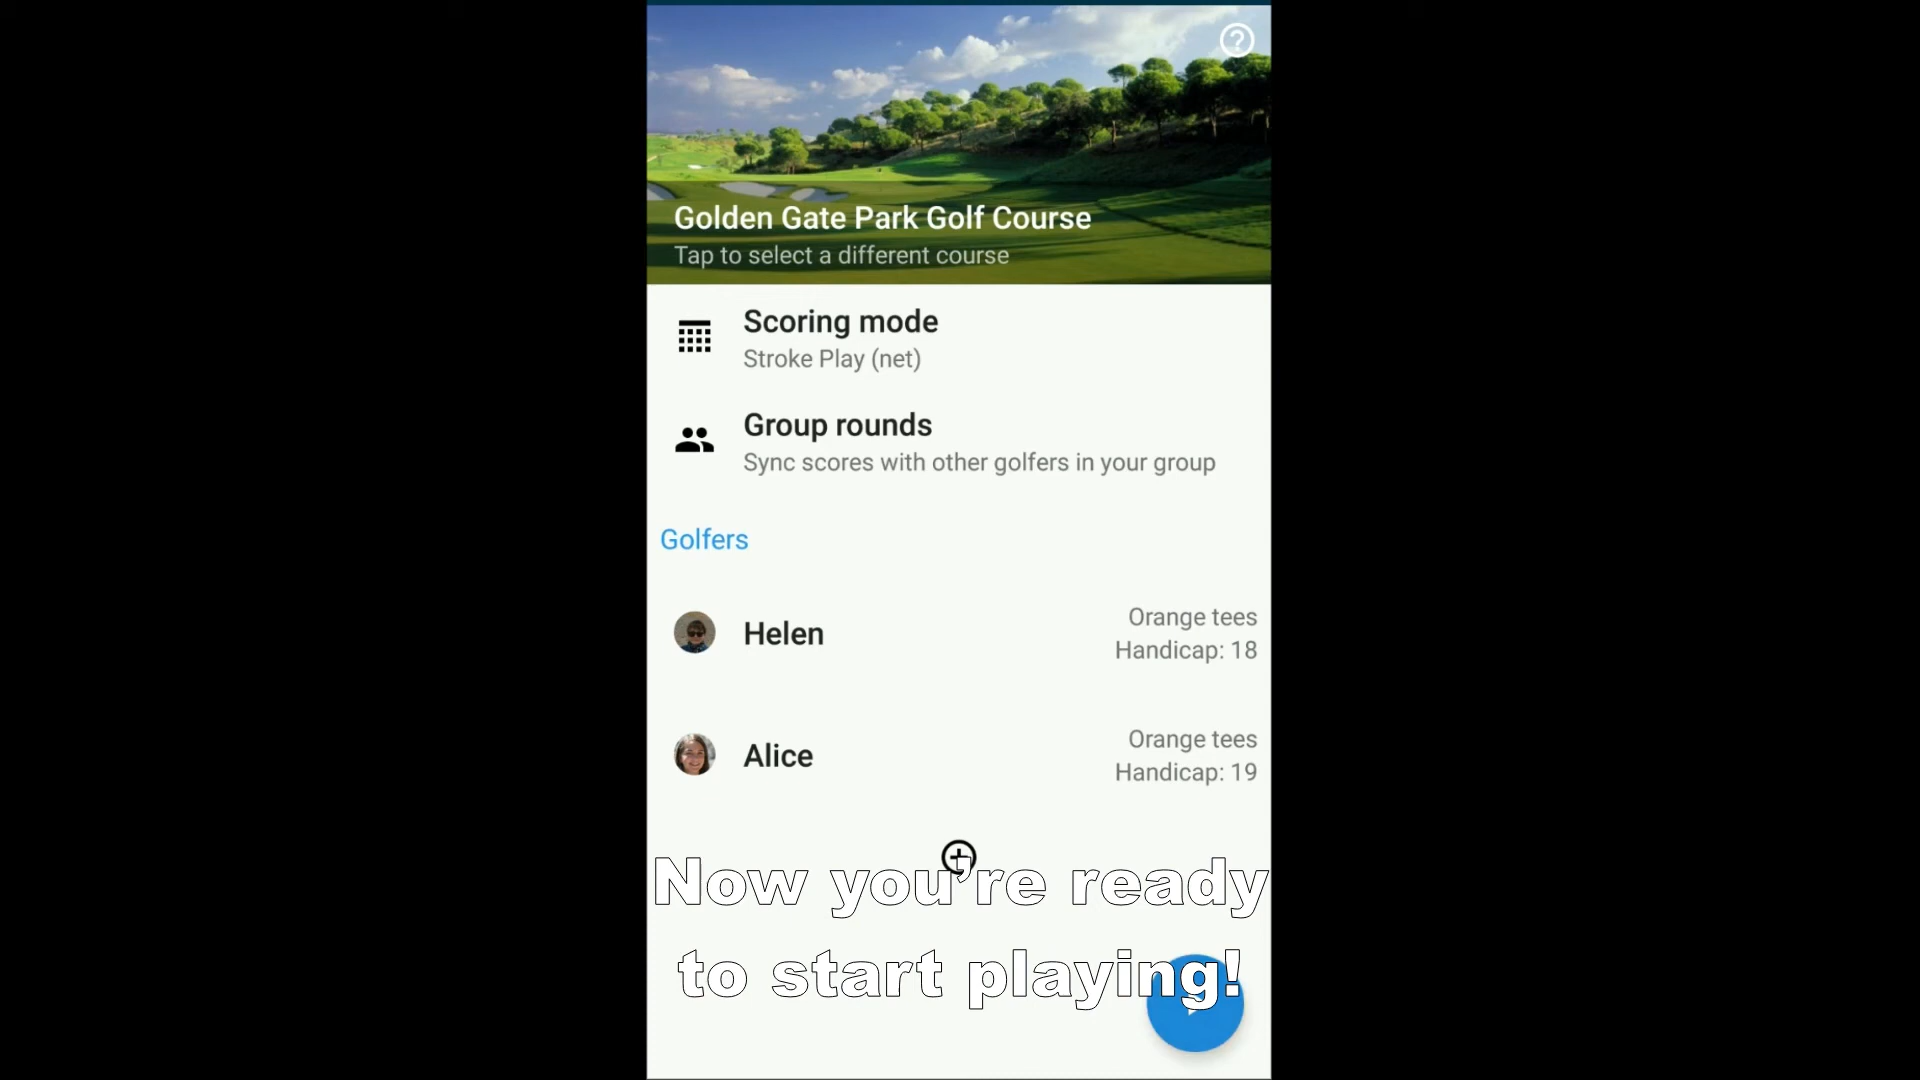 Golden Gate Park Golf Course
Tap to select a different course
Scoring mode
Stroke Play (net)
Group rounds
Sync scores with other golfers in your group
Golfers
Helen
Orange tees
Handicap: 18
Alice
Orange tees
Handicap: 19
Now you're ready
to start playing!